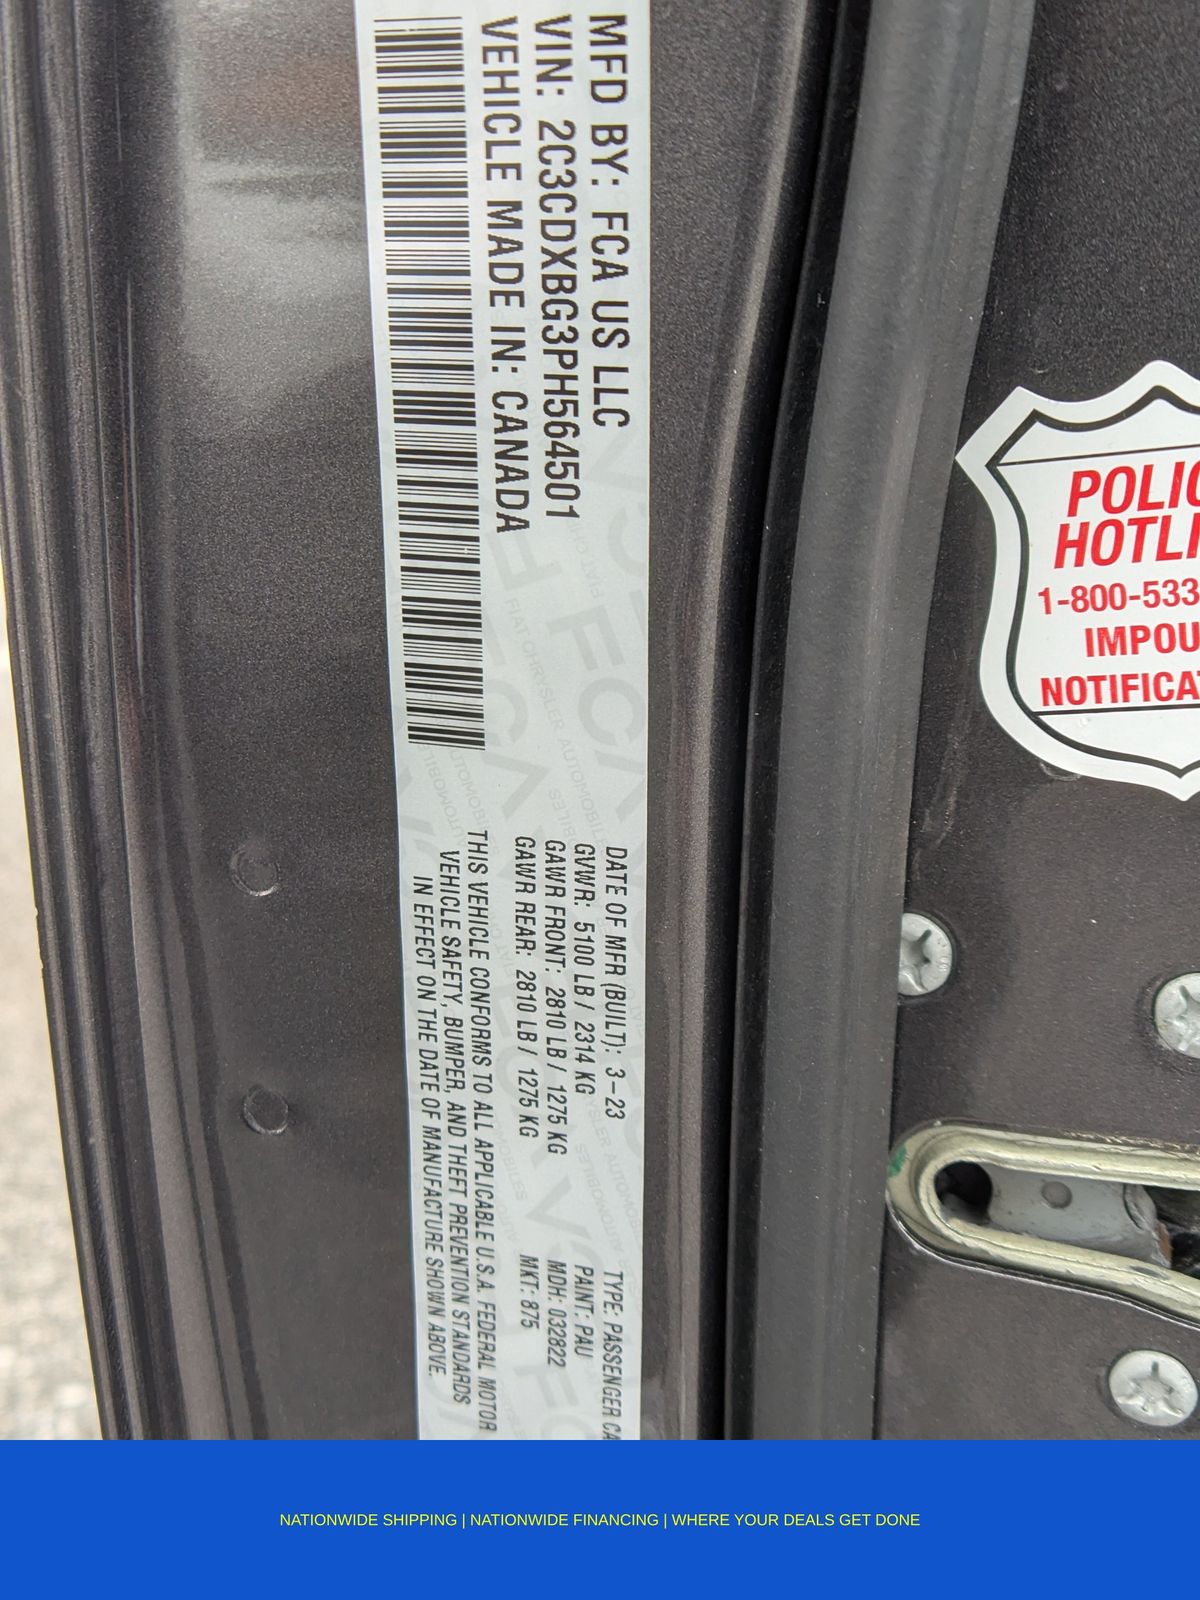 MFD BY: FCA US LLC
VIN: 2C3CDXBG3PH564501
VEHICLE MADE IN: CANADA
DATE OF MFR (BUILT): 3-23
GVWR: 5100 LB / 2314 KG
GAWR FRONT: 2810 LB / 1275 KG
GAWR REAR: 2810 LB / 1275 KG
THIS VEHICLE CONFORMS TO ALL APPLICABLE U.S.A. FEDERAL MOTOR
VEHICLE SAFETY, BUMPER, AND THEFT PREVENTION STANDARDS
IN EFFECT ON THE DATE OF MANUFACTURE SHOWN ABOVE.
TYPE: PASSENGER CA
PAINT: PAU
MDH: 032822
MKT: 875
POLIC
HOTLI
1-800-533
IMPOU
NOTIFICAT
NATIONWIDE SHIPPING | NATIONWIDE FINANCING | WHERE YOUR DEALS GET DONE